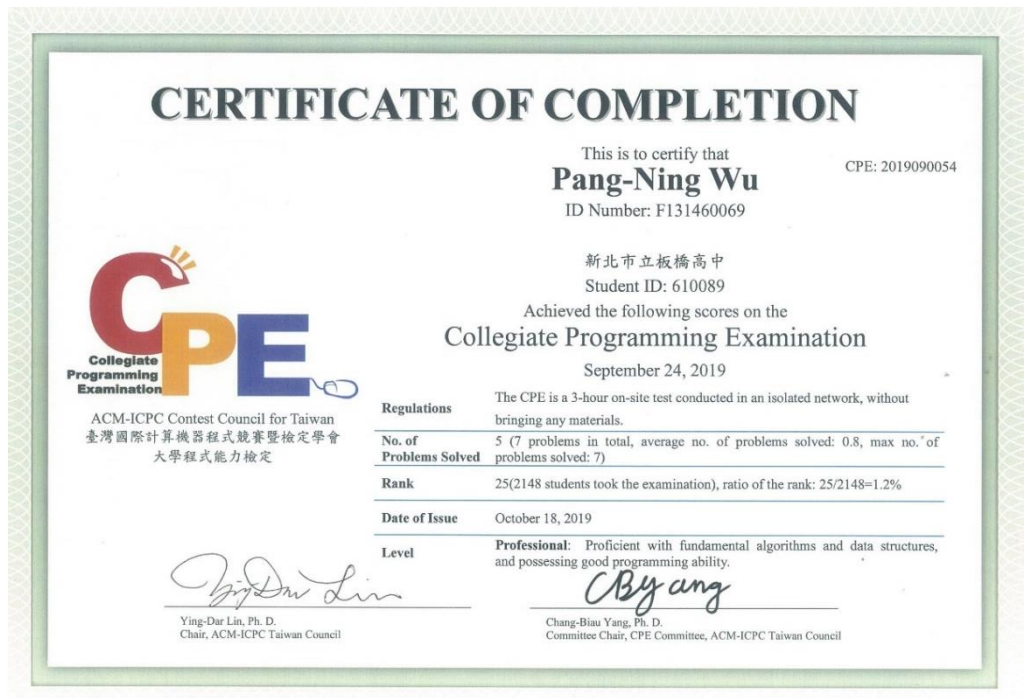 CERTIFICATE OF COMPLETION
This is to certify that
Pang-Ning Wu
CPE: 2019090054
ID Number: F131460069
新北市立板橋高中
Student ID: 610089
Achieved the following scores on the
Collegiate Programming Examination
September 24, 2019
CPE
Collegiate
Programming
Examination
ACM-ICPC Contest Council for Taiwan
臺灣國際計算機器程式競賽暨檢定學會
大學程式能力檢定
Regulations
The CPE is a 3-hour on-site test conducted in an isolated network, without
bringing any materials.
No. of
Problems Solved
5 (7 problems in total, average no. of problems solved: 0.8, max no. of
problems solved: 7)
Rank
25(2148 students took the examination), ratio of the rank: 25/2148=1.2%
Date of Issue
October 18, 2019
Level
Professional: Proficient with fundamental algorithms and data structures,
and possessing good programming ability.
Ying-Dar Lin
Ying-Dar Lin, Ph. D.
Chair, ACM-ICPC Taiwan Council
CByang
Chang-Biau Yang, Ph. D.
Committee Chair, CPE Committee, ACM-ICPC Taiwan Council